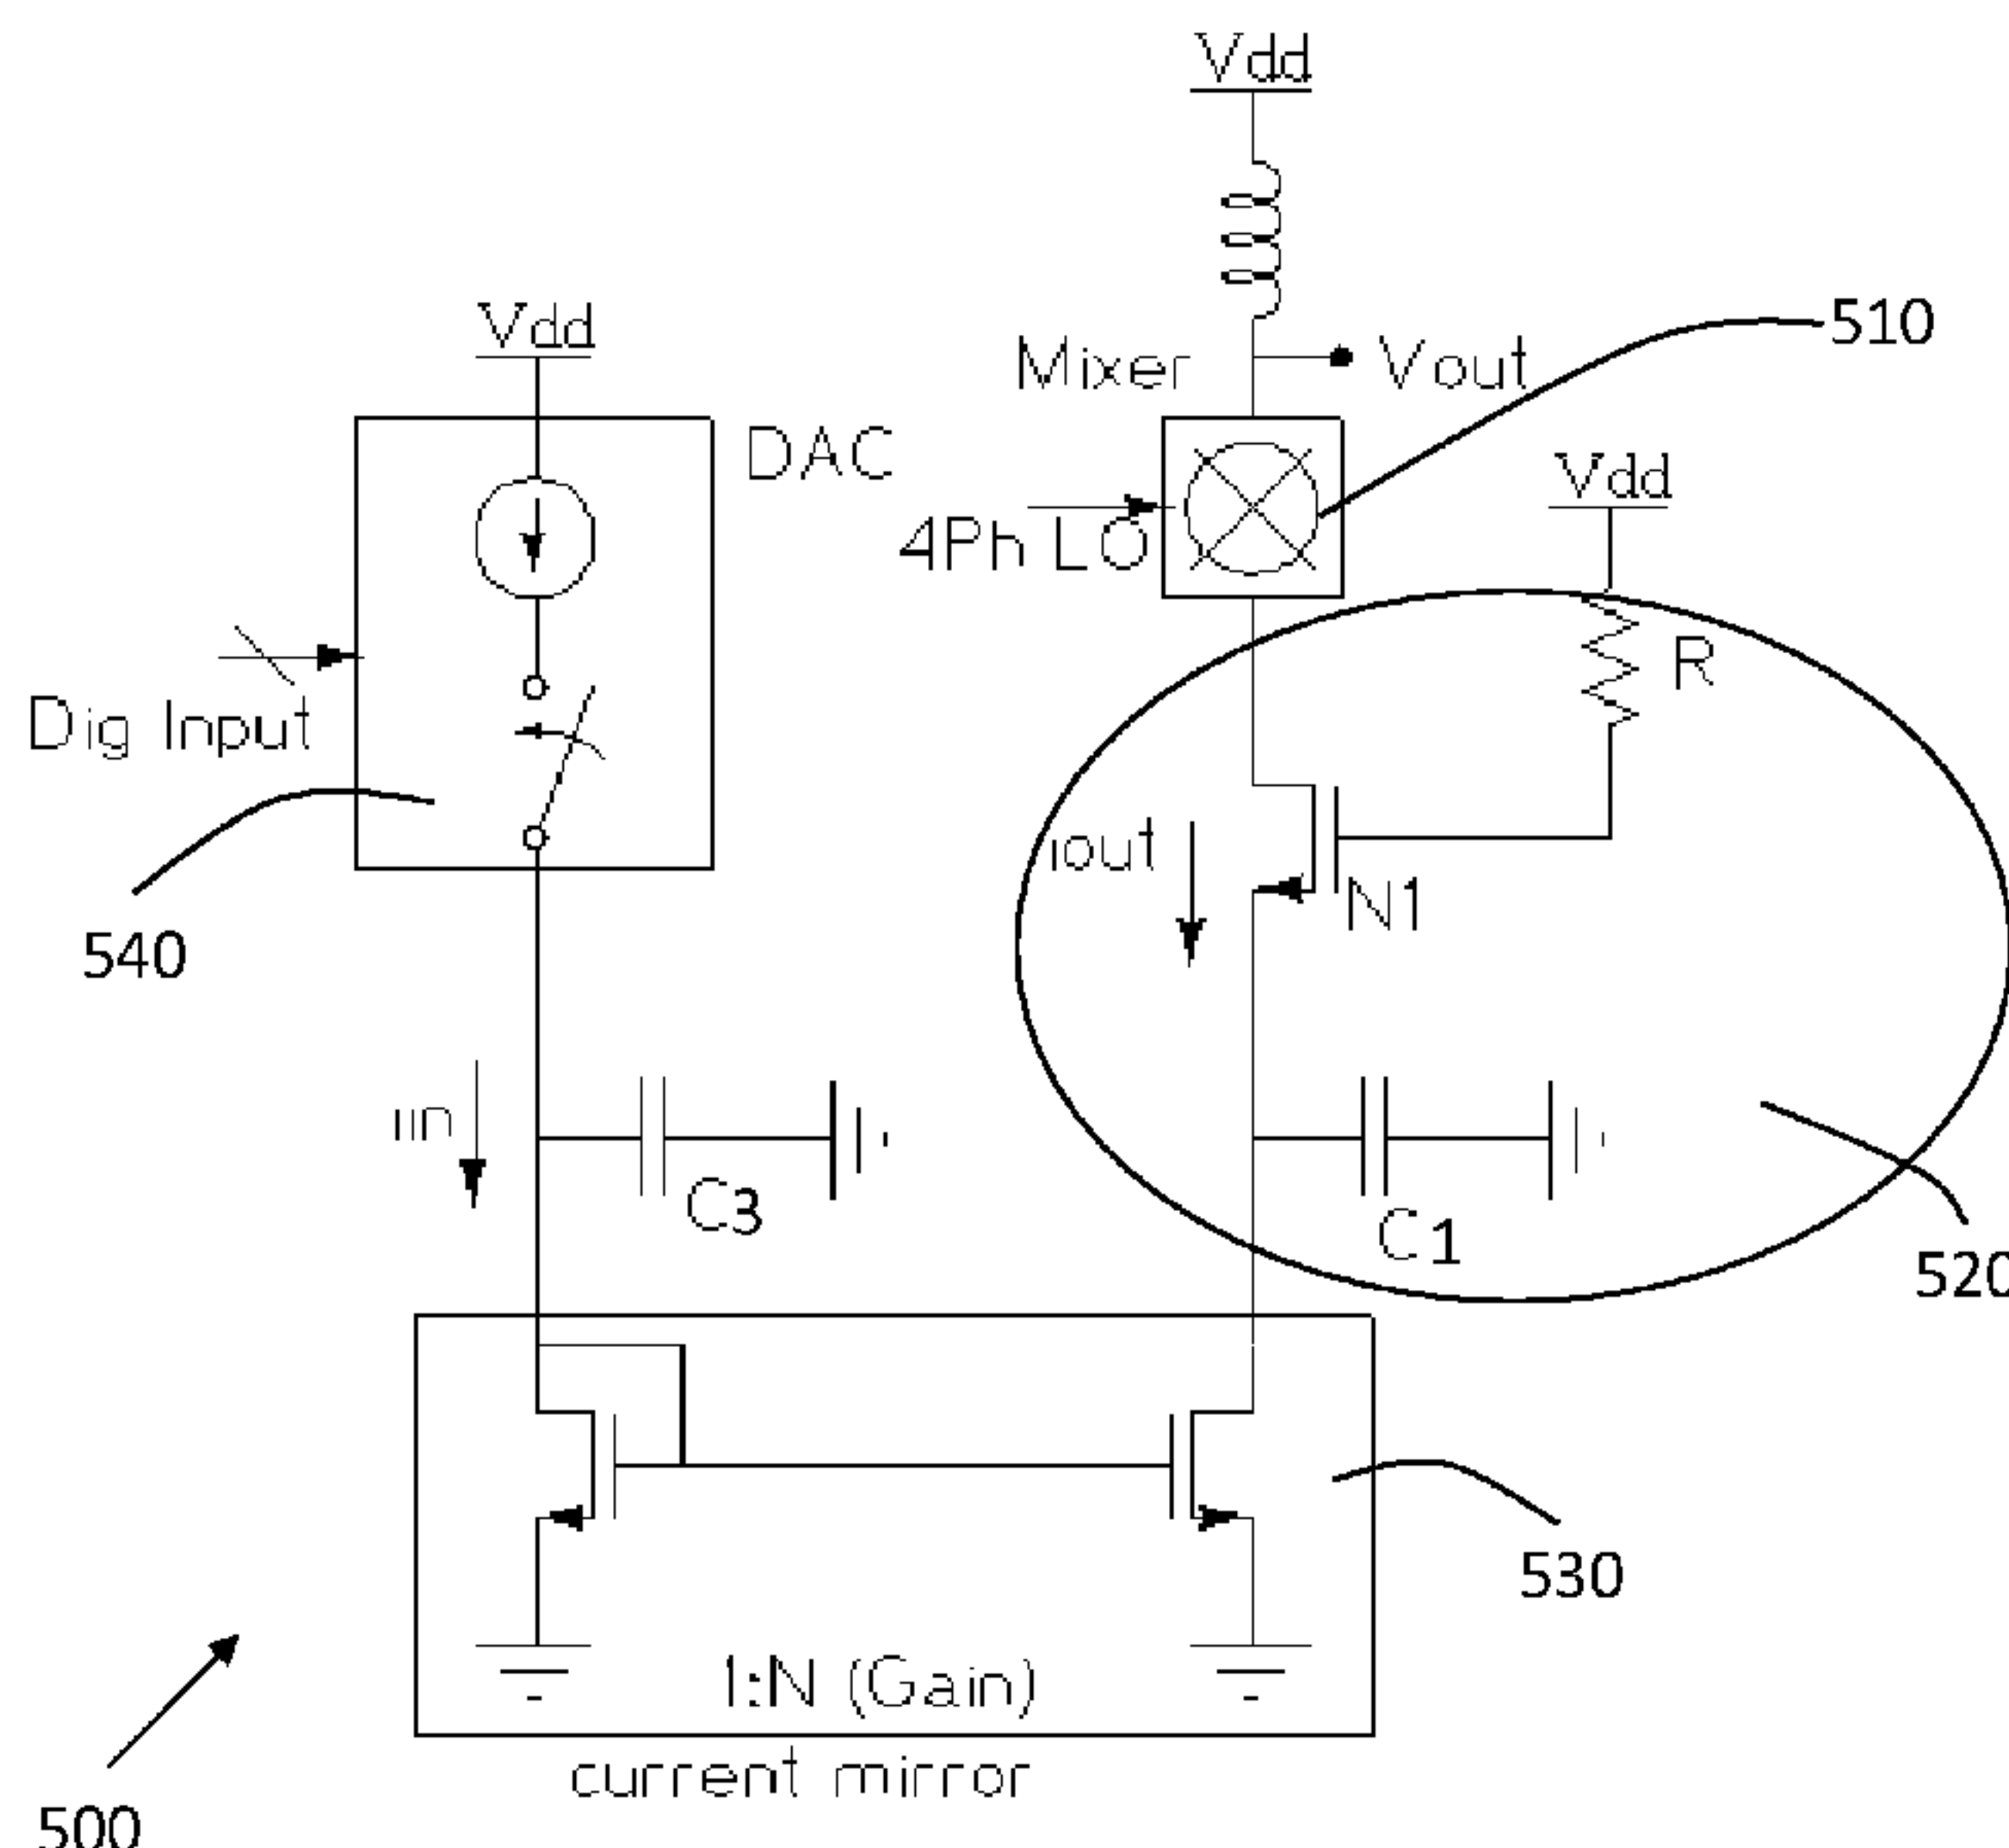 Vdd
Vdd
Mixer
Vout
510
DAC
Vdd
4Ph LO
R
Dig Input
iout
N1
540
iin
C3
C1
520
530
1:N (Gain)
current mirror
500